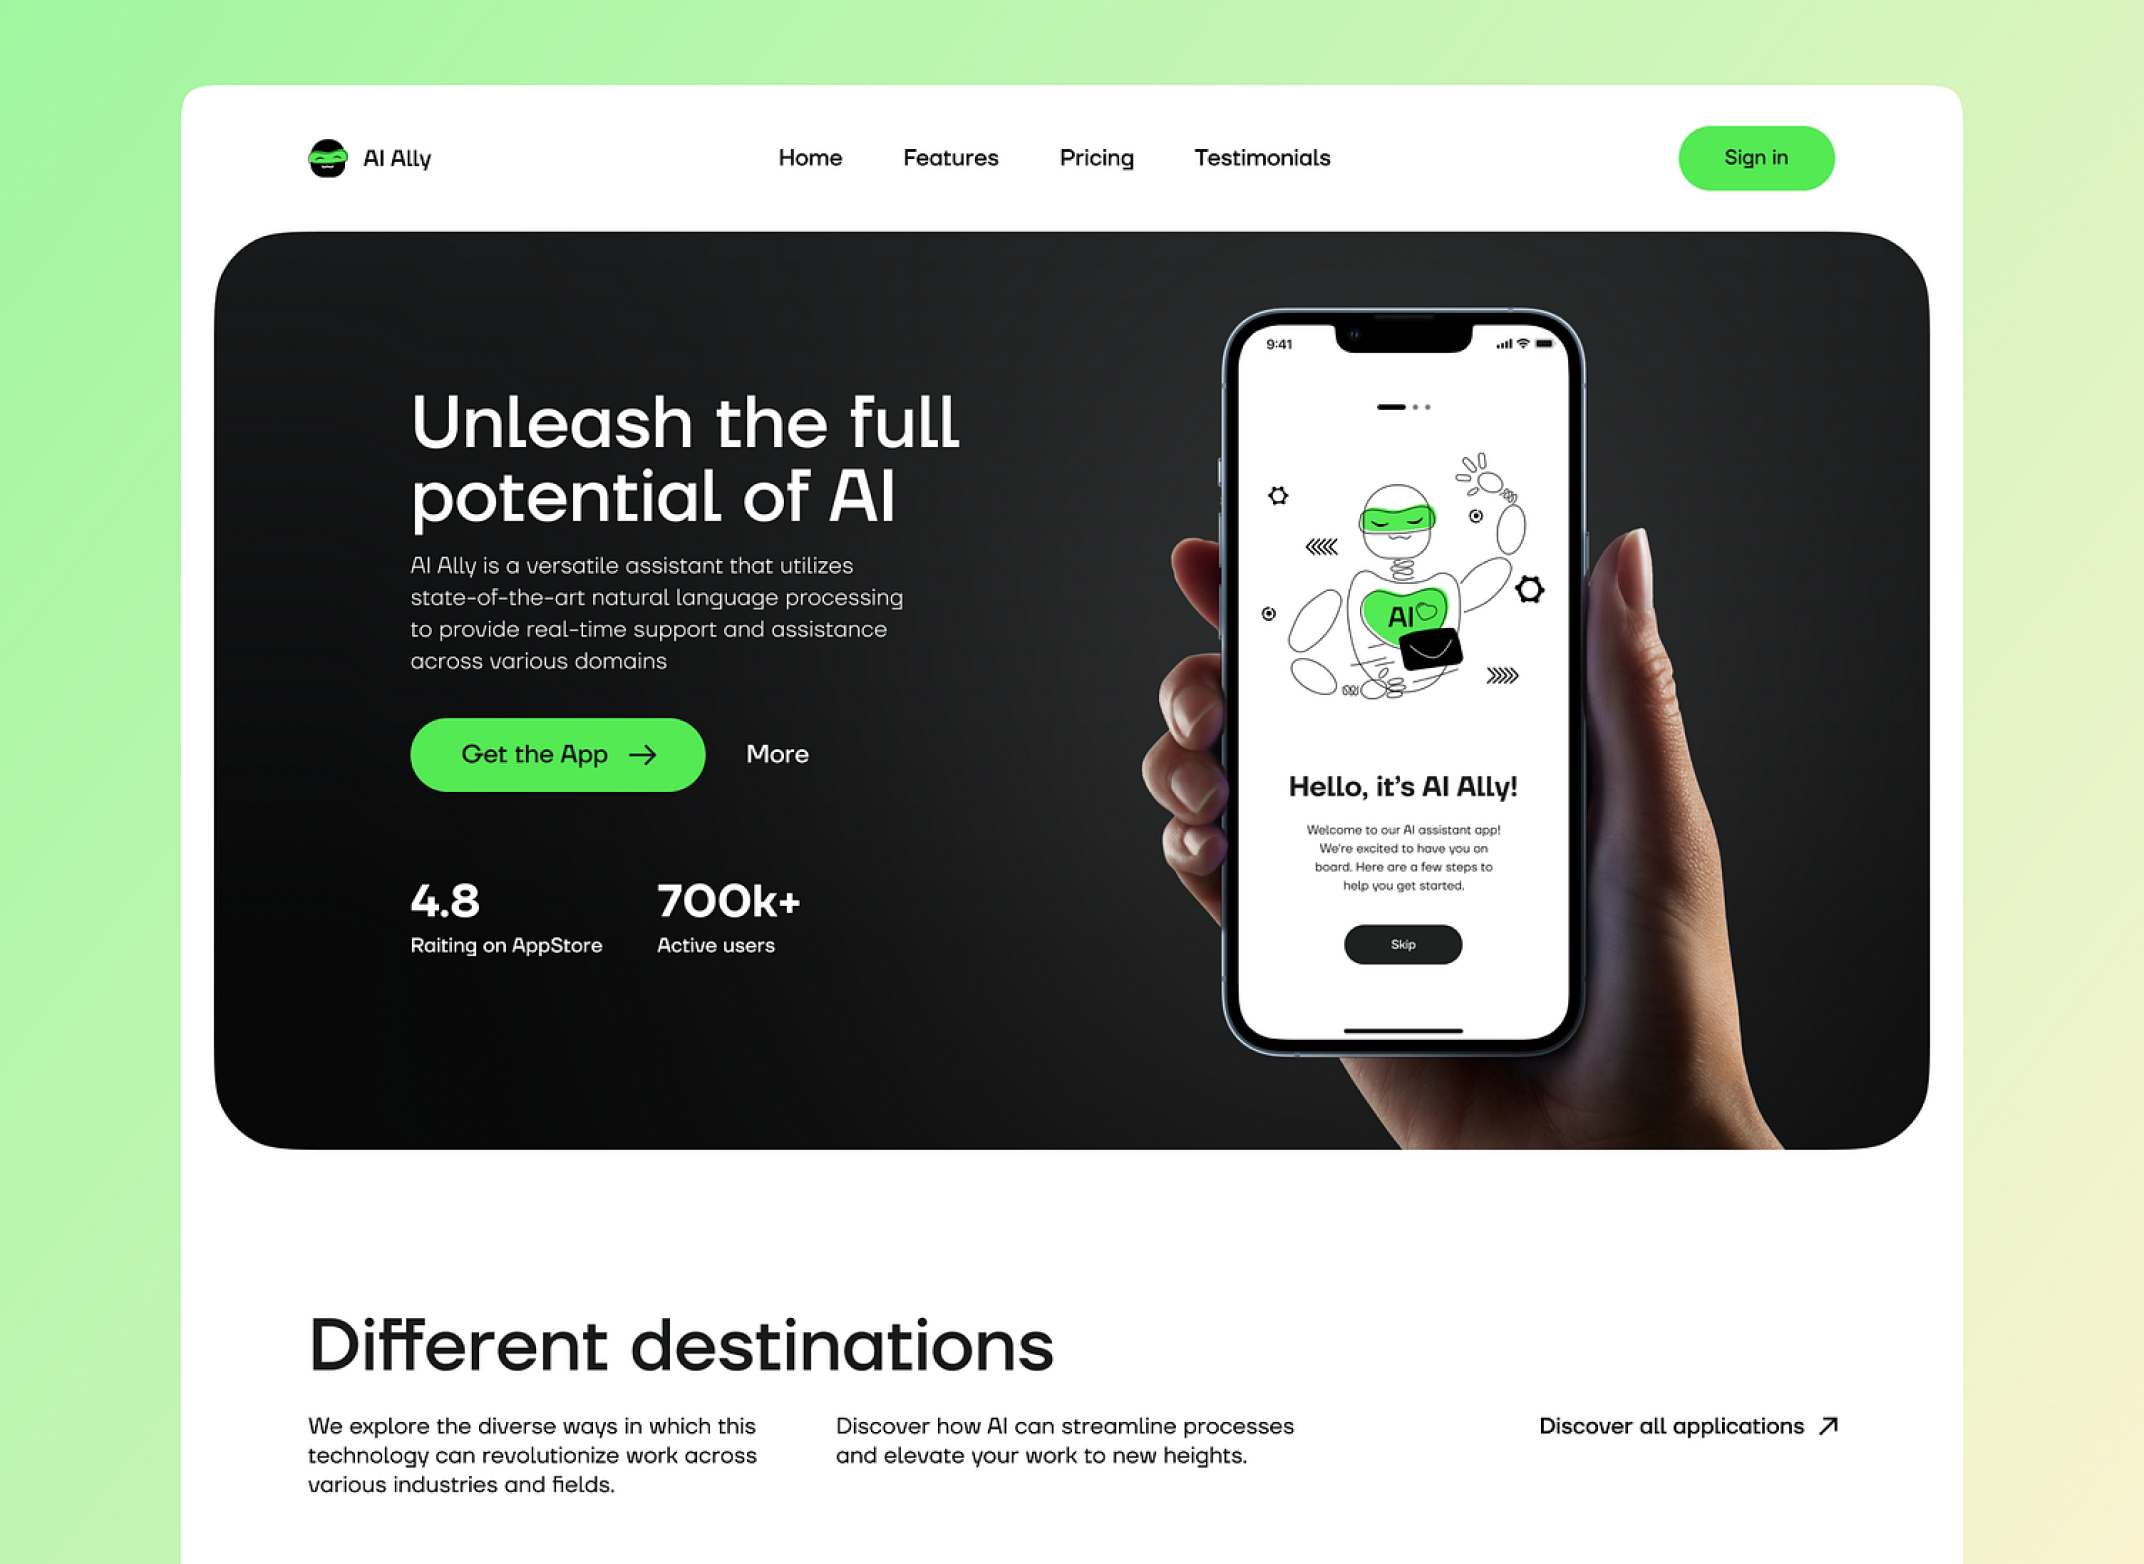 AI Ally
Home
Features
Pricing
Testimonials
Sign in
Unleash the full
potential of AI
AI Ally is a versatile assistant that utilizes
state-of-the-art natural language processing
to provide real-time support and assistance
across various domains
Get the App
More
4.8
Raiting on AppStore
700k+
Active users
9:41
AI
Hello, it's AI Ally!
Welcome to our AI assistant app!
We're excited to have you on
board. Here are a few steps to
help you get started.
Skip
Different destinations
We explore the diverse ways in which this
technology can revolutionize work across
various industries and fields.
Discover how AI can streamline processes
and elevate your work to new heights.
Discover all applications